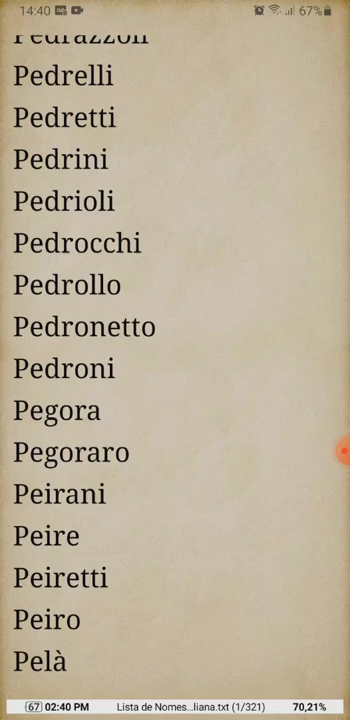 14:40
67%
Pedrazzoli
Pedrelli
Pedretti
Pedrini
Pedrioli
Pedrocchi
Pedrollo
Pedronetto
Pedroni
Pegora
Pegoraro
Peirani
Peire
Peiretti
Peiro
Pelà
67 02:40 PM Lista de Nomes...liana.txt (1/321) 70,21%